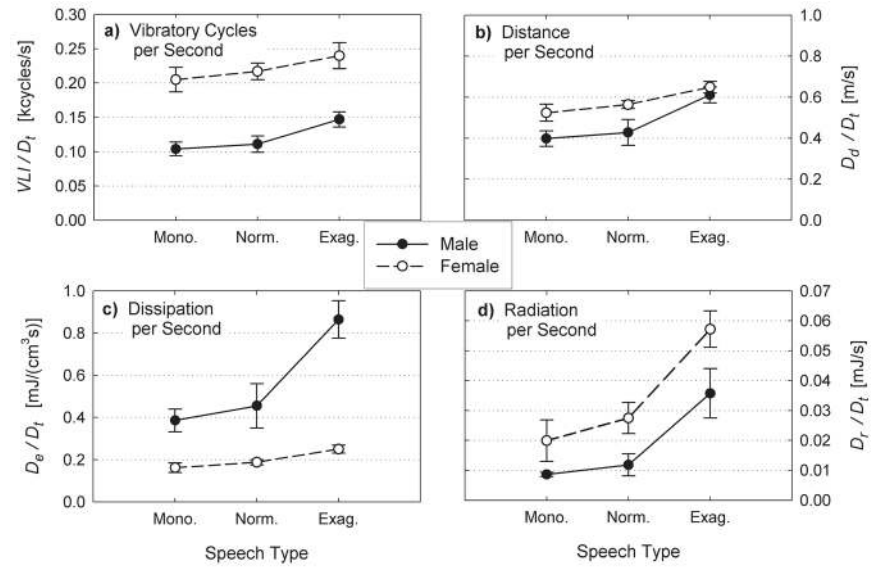 a) Vibratory Cycles
per Second
VLI / Dt [kcycles/s]
0.30
0.25
0.20
0.15
0.10
0.05
0.00
Mono. Norm. Exag.
b) Distance
per Second
Dd / Dt [m/s]
1.0
0.8
0.6
0.4
0.2
0.0
Mono. Norm. Exag.
Male
Female
c) Dissipation
per Second
De / Dt [mJ/(cm³s)]
1.0
0.8
0.6
0.4
0.2
0.0
Mono. Norm. Exag.
Speech Type
d) Radiation
per Second
Dr / Dt [mJ/s]
0.07
0.06
0.05
0.04
0.03
0.02
0.01
0.00
Mono. Norm. Exag.
Speech Type